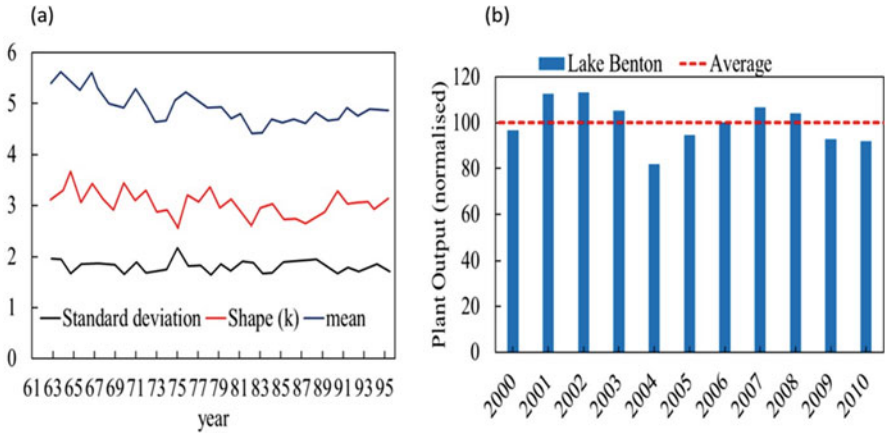 (a)
6
5
4
3
2
1
0
Standard deviation Shape (k) mean
61 63 65 67 69 71 73 75 77 79 81 83 85 87 89 91 93 95
year
(b)
Lake Benton Average
Plant Output (normalised)
120
100
80
60
40
20
0
2000 2001 2002 2003 2004 2005 2006 2007 2008 2009 2010